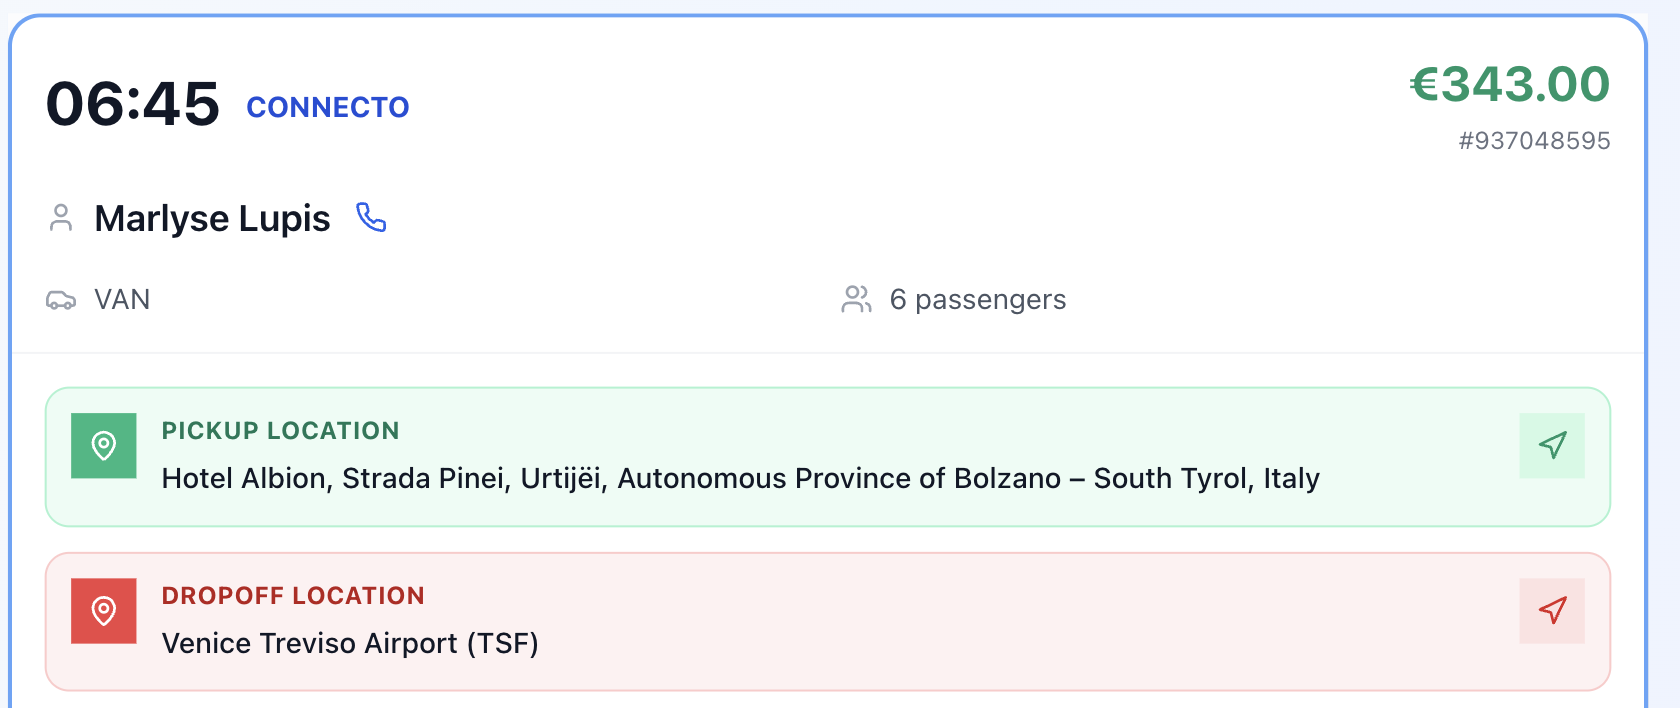 06:45 CONNECTO
€343.00
#937048595
Marlyse Lupis
VAN
6 passengers
PICKUP LOCATION
Hotel Albion, Strada Pinei, Urtijëi, Autonomous Province of Bolzano – South Tyrol, Italy
DROPOFF LOCATION
Venice Treviso Airport (TSF)